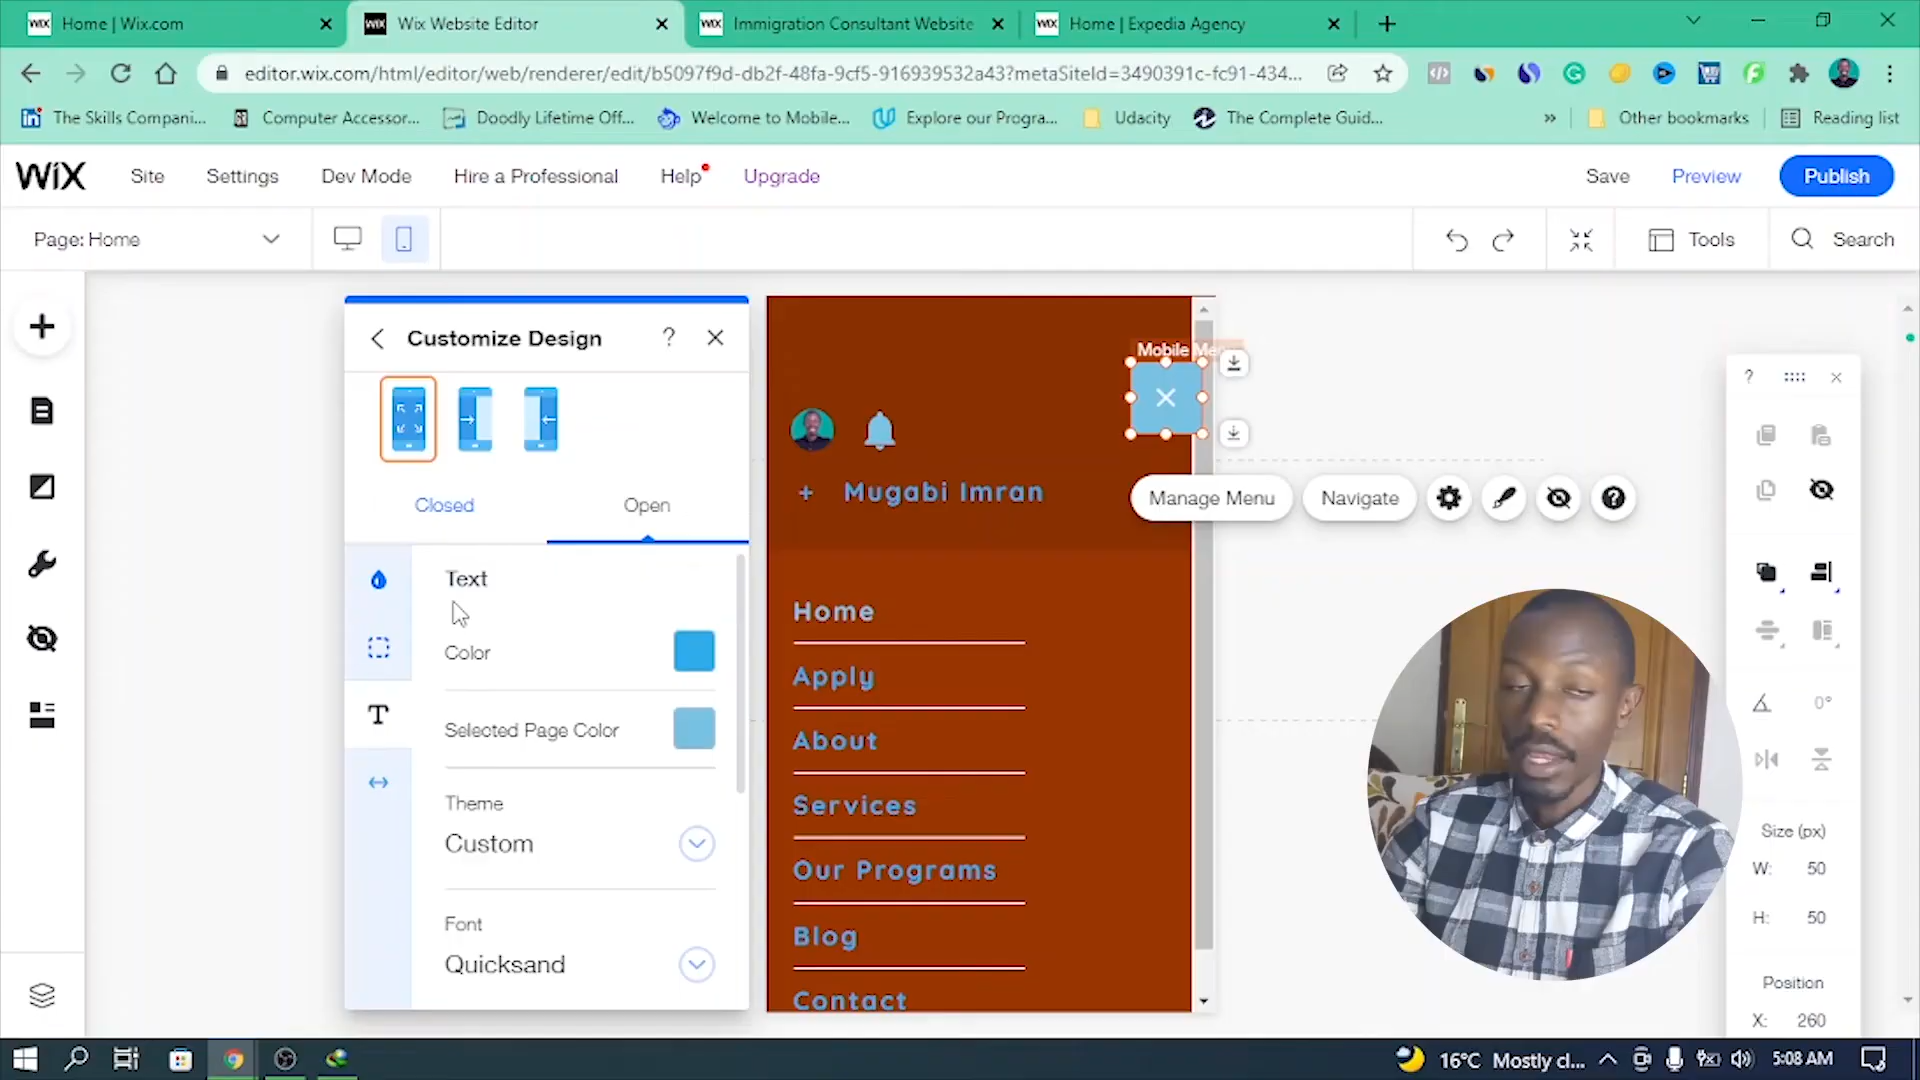 WiX Home | Wix.com
WiX Wix Website Editor
WiX Immigration Consultant Website
WiX Home | Expedia Agency
editor.wix.com/html/editor/web/renderer/edit/b5097f9d-db2f-48fa-9cf5-916939532a43?metaSiteId=3490391c-fc91-434...
The Skills Compani...
Computer Accessor...
Doodly Lifetime Off...
Welcome to Mobile...
Explore our Progra...
Udacity
The Complete Guid...
»
Other bookmarks
Reading list
WiX
Site
Settings
Dev Mode
Hire a Professional
Help
Upgrade
Save
Preview
Publish
Page: Home
Tools
Search
Customize Design
?
Closed
Open
Text
Color
Selected Page Color
Theme
Custom
Font
Quicksand
Mobile Me
+ Mugabi Imran
Home
Apply
About
Services
Our Programs
Blog
Contact
Manage Menu
Navigate
?
?
0°
Size (px)
W: 50
H: 50
Position
X: 260
16°C Mostly cl...
5:08 AM